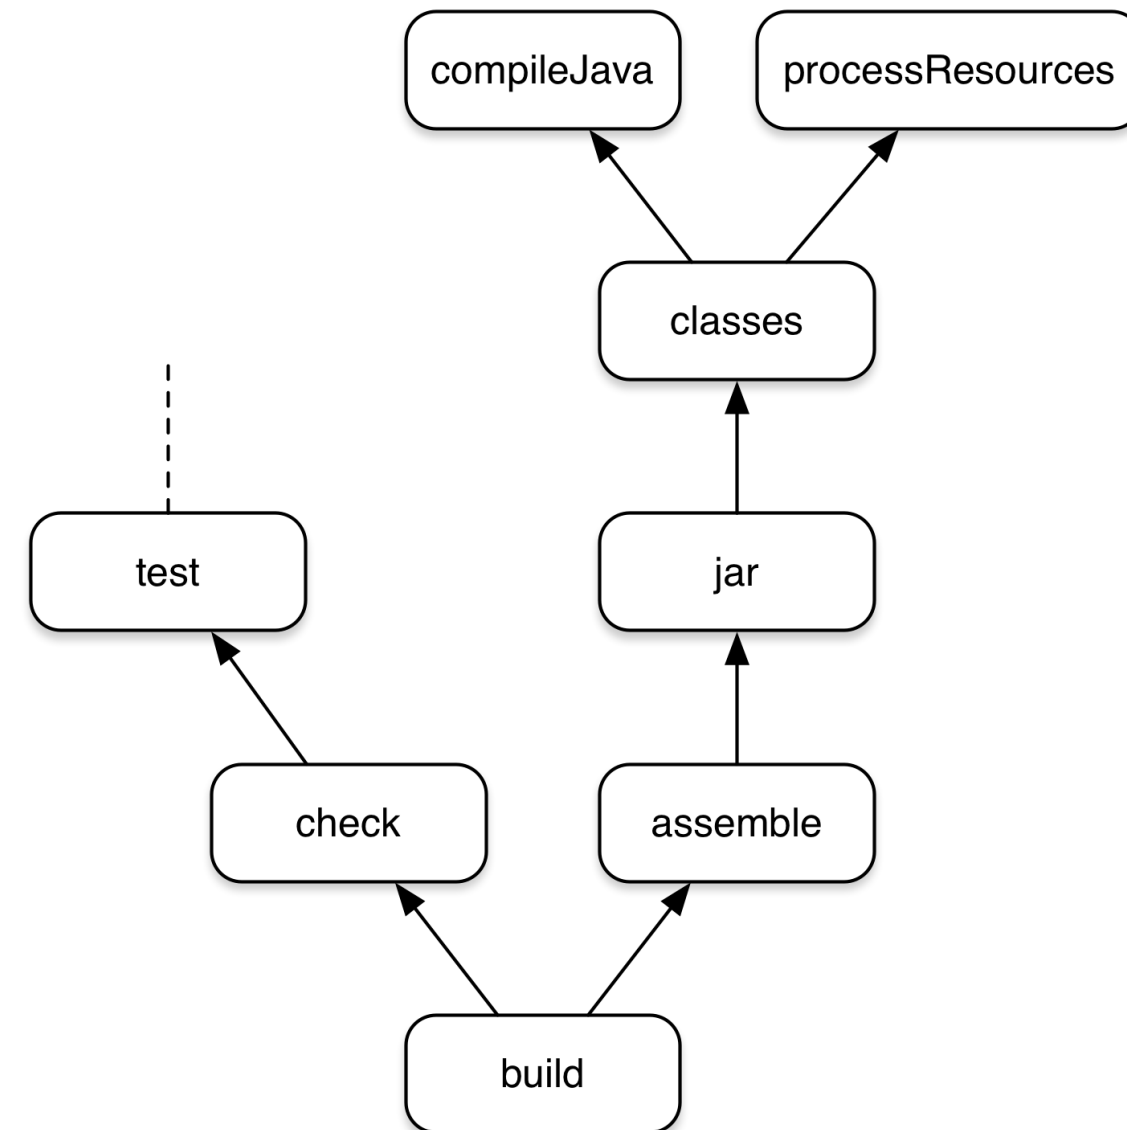 compileJava
processResources
classes
test
jar
check
assemble
build